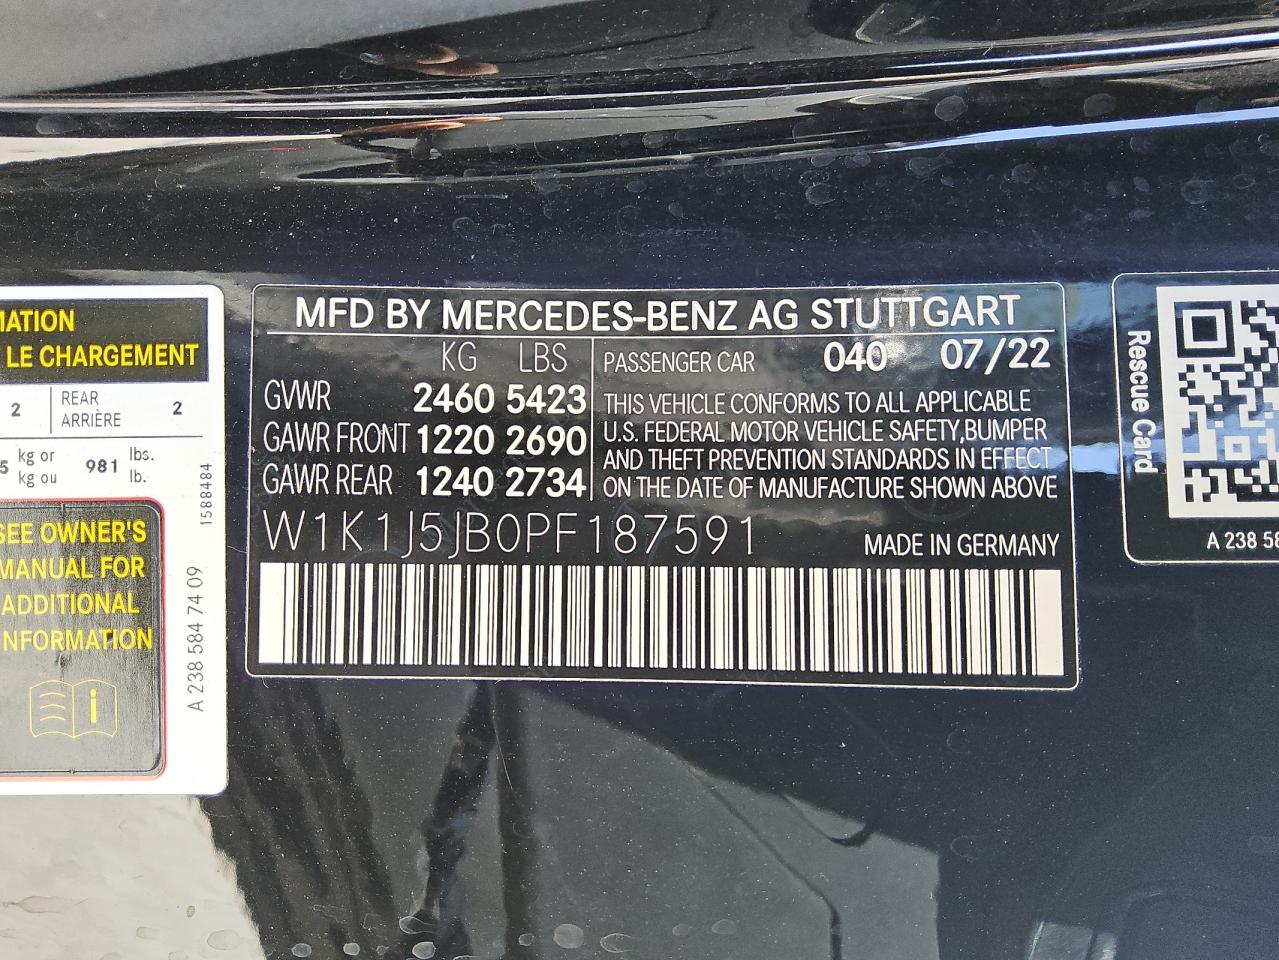 MATION
LE CHARGEMENT
2
REAR
ARRIÈRE
2
5 kg or
kg ou
981 lbs.
lb.
SEE OWNER'S
MANUAL FOR
ADDITIONAL
INFORMATION
1588484
A 238 584 74 09
MFD BY MERCEDES-BENZ AG STUTTGART
KG LBS
GVWR 2460 5423
GAWR FRONT 1220 2690
GAWR REAR 1240 2734
PASSENGER CAR 040 07/22
THIS VEHICLE CONFORMS TO ALL APPLICABLE
U.S. FEDERAL MOTOR VEHICLE SAFETY,BUMPER
AND THEFT PREVENTION STANDARDS IN EFFECT
ON THE DATE OF MANUFACTURE SHOWN ABOVE
W1K1J5JB0PF187591
MADE IN GERMANY
Rescue Card
A 238 58